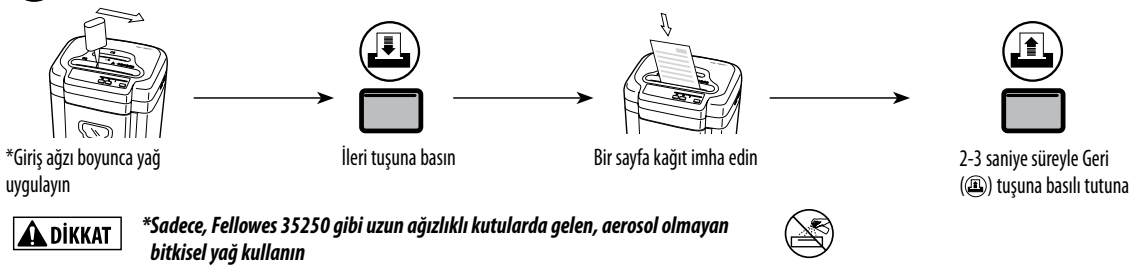 *Giriş ağzı boyunca yağ
uygulayın
İleri tuşuna basın
Bir sayfa kağıt imha edin
2-3 saniye süreyle Geri
() tuşuna basılı tutuna
DİKKAT
*Sadece, Fellowes 35250 gibi uzun ağızlıklı kutularda gelen, aerosol olmayan
bitkisel yağ kullanın